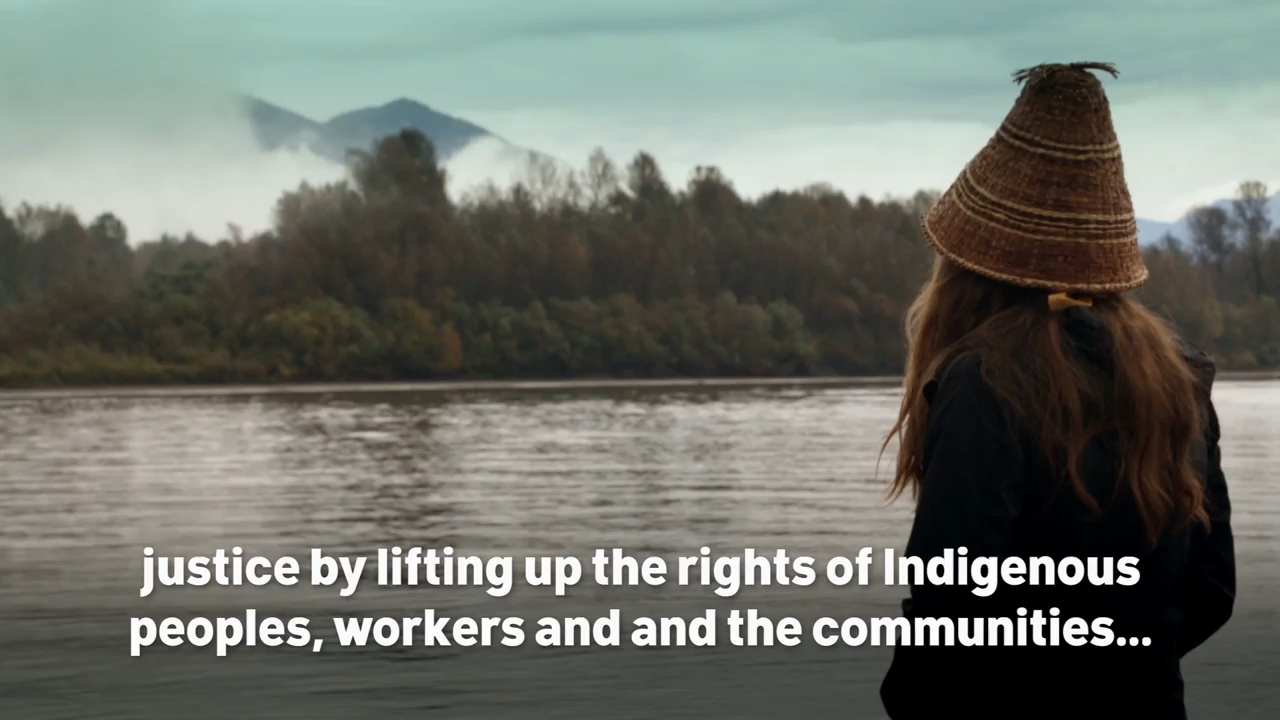 justice by lifting up the rights of Indigenous
peoples, workers and and the communities...